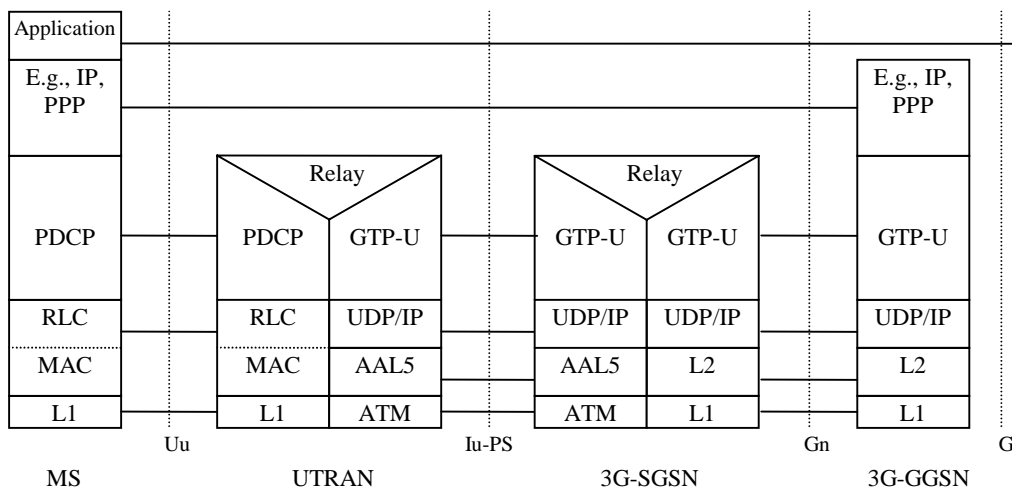 Application
E.g., IP,
PPP
E.g., IP,
PPP
Relay
Relay
PDCP
PDCP
GTP-U
GTP-U
GTP-U
GTP-U
RLC
RLC
UDP/IP
UDP/IP
UDP/IP
UDP/IP
MAC
MAC
AAL5
AAL5
L2
L2
L1
L1
ATM
ATM
L1
L1
Uu
Iu-PS
Gn
G
MS
UTRAN
3G-SGSN
3G-GGSN